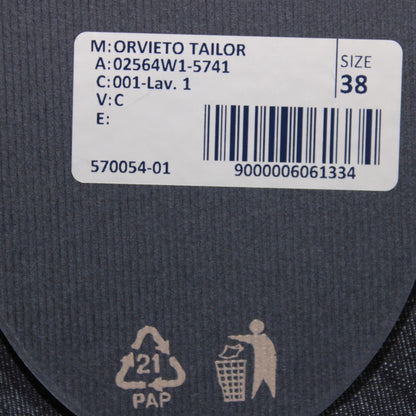 M:ORVIETO TAILOR
A:02564W1-5741
C:001-Lav. 1
V:C
E:
SIZE
38
570054-01
9000006061334
21
PAP